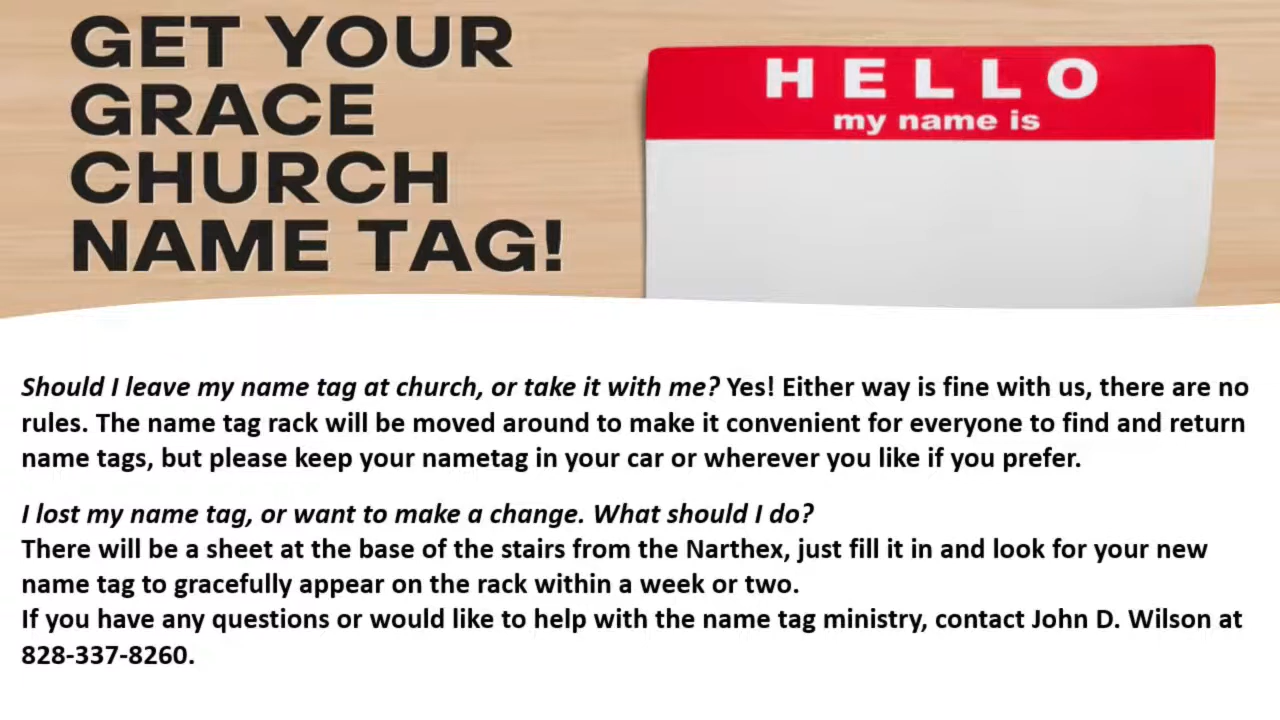 GET YOUR
GRACE
CHURCH
NAME TAG!
HELLO
my name is
Should I leave my name tag at church, or take it with me? Yes! Either way is fine with us, there are no
rules. The name tag rack will be moved around to make it convenient for everyone to find and return
name tags, but please keep your nametag in your car or wherever you like if you prefer.
I lost my name tag, or want to make a change. What should I do?
There will be a sheet at the base of the stairs from the Narthex, just fill it in and look for your new
name tag to gracefully appear on the rack within a week or two.
If you have any questions or would like to help with the name tag ministry, contact John D. Wilson at
828-337-8260.